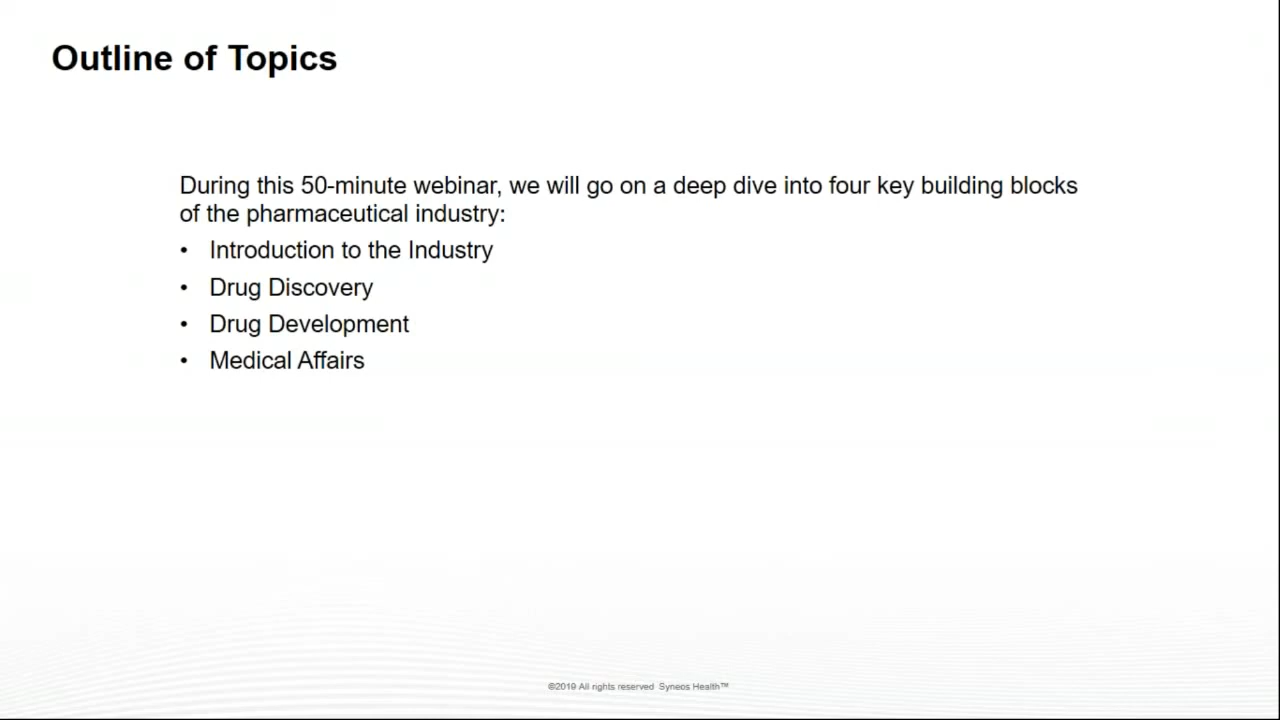 Outline of Topics
During this 50-minute webinar, we will go on a deep dive into four key building blocks
of the pharmaceutical industry:
• Introduction to the Industry
• Drug Discovery
• Drug Development
• Medical Affairs
©2019 All rights reserved Syneos Health™